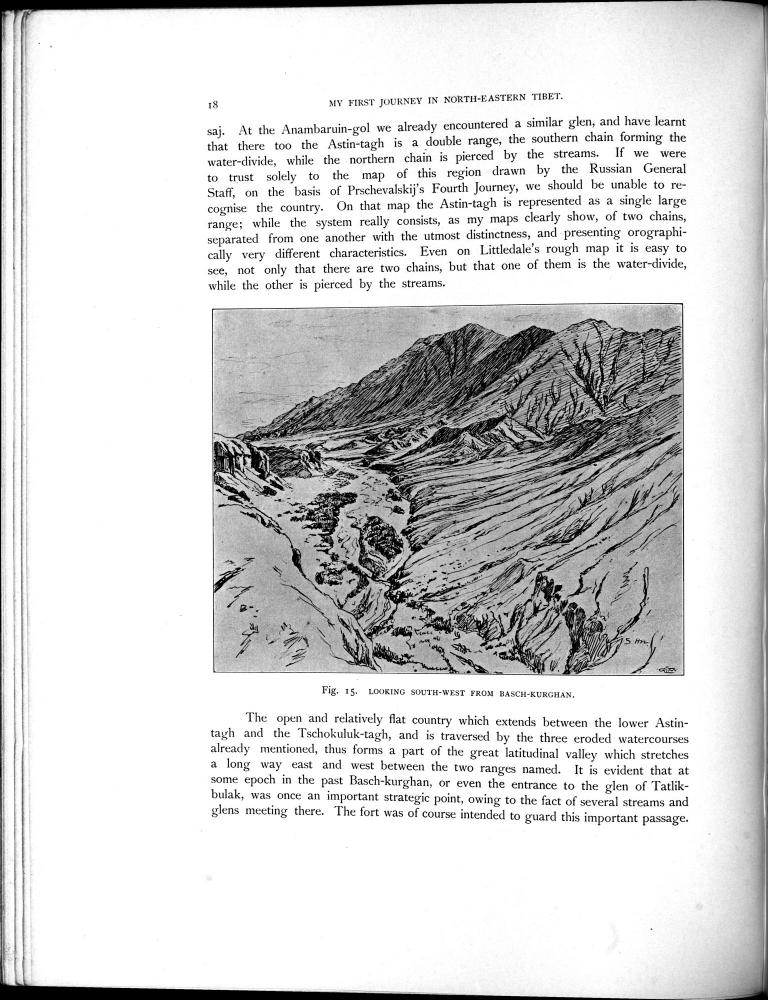 18
MY FIRST JOURNEY IN NORTH-EASTERN TIBET.
saj. At the Anambaruin-gol we already encountered a similar glen, and have learnt
that there too the Astin-tagh is a double range, the southern chain forming the
water-divide, while the northern chain is pierced by the streams. If we were
to trust solely to the map of this region drawn by the Russian General
Staff, on the basis of Prschevalskij's Fourth Journey, we should be unable to re-
cognise the country. On that map the Astin-tagh is represented as a single large
range; while the system really consists, as my maps clearly show, of two chains,
separated from one another with the utmost distinctness, and presenting orographi-
cally very different characteristics. Even on Littledale's rough map it is easy to
see, not only that there are two chains, but that one of them is the water-divide,
while the other is pierced by the streams.
Fig. 15. LOOKING SOUTH-WEST FROM BASCH-KURGHAN.
The open and relatively flat country which extends between the lower Astin-
tagh and the Tschokuluk-tagh, and is traversed by the three eroded watercourses
already mentioned, thus forms a part of the great latitudinal valley which stretches
a long way east and west between the two ranges named. It is evident that at
some epoch in the past Basch-kurghan, or even the entrance to the glen of Tatlik-
bulak, was once an important strategic point, owing to the fact of several streams and
glens meeting there. The fort was of course intended to guard this important passage.